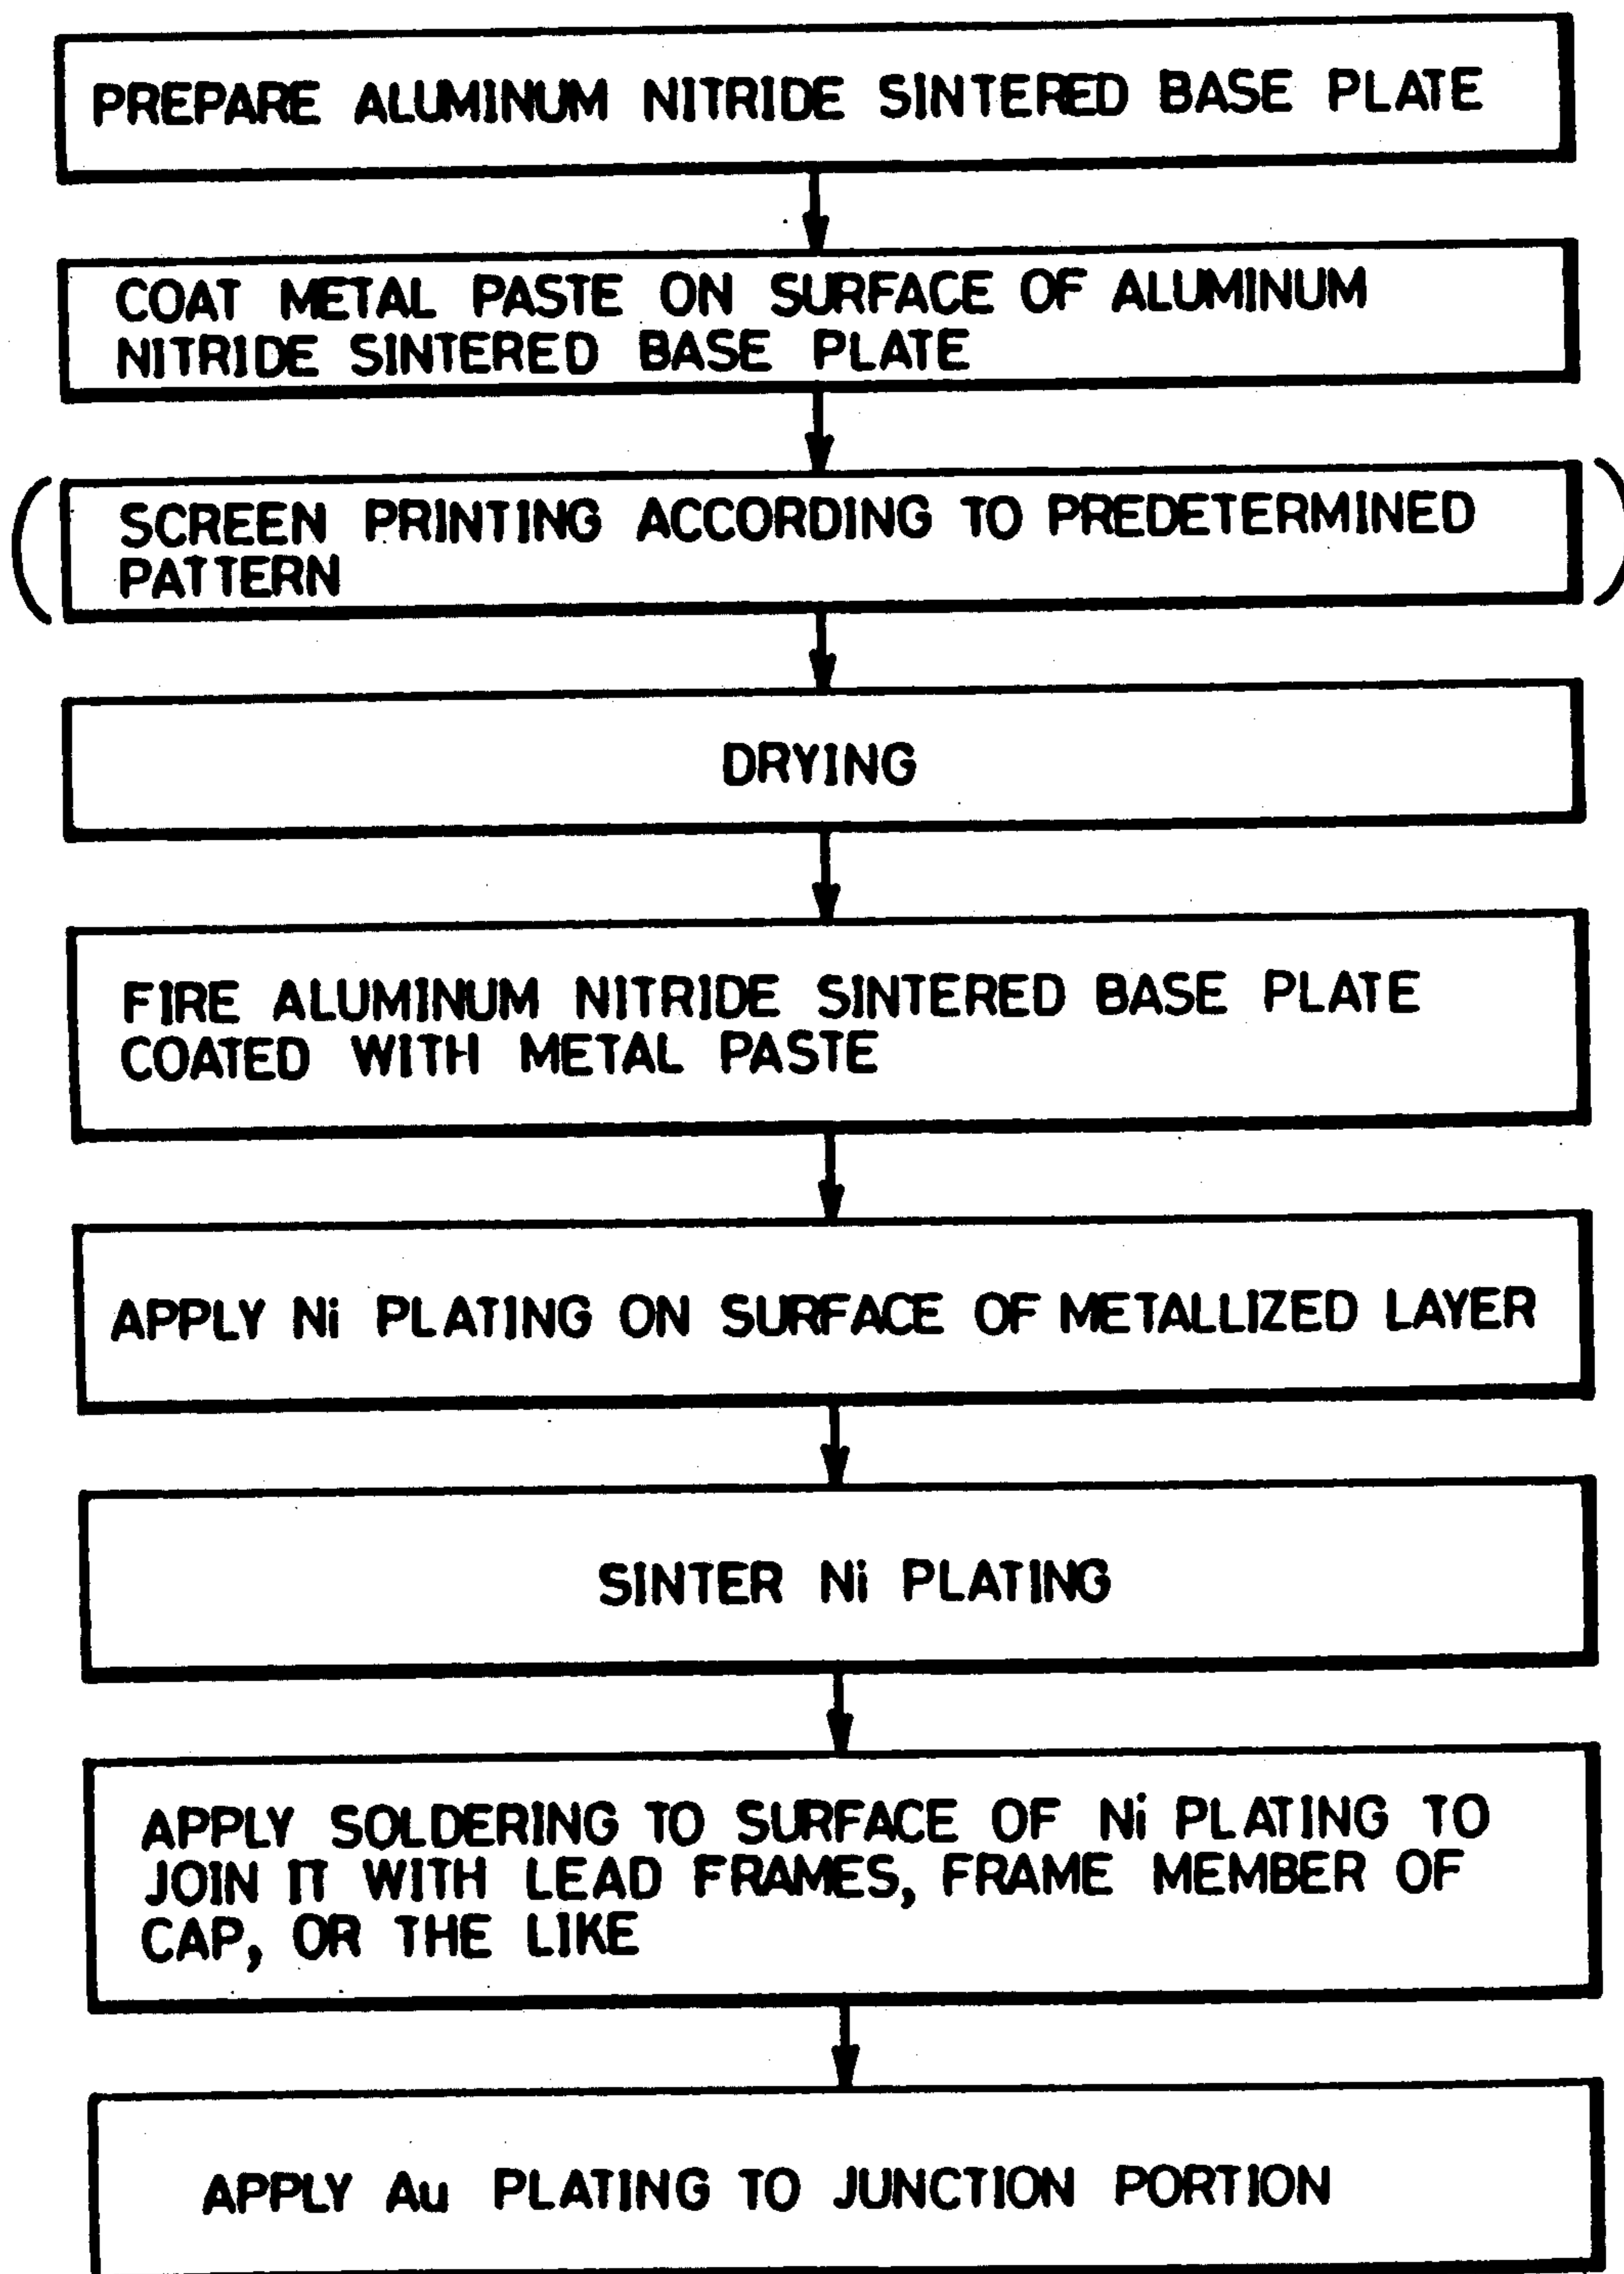 PREPARE ALUMINUM NITRIDE SINTERED BASE PLATE
COAT METAL PASTE ON SURFACE OF ALUMINUM
NITRIDE SINTERED BASE PLATE
SCREEN PRINTING ACCORDING TO PREDETERMINED
PATTERN
DRYING
FIRE ALUMINUM NITRIDE SINTERED BASE PLATE
COATED WITH METAL PASTE
APPLY Ni PLATING ON SURFACE OF METALLIZED LAYER
SINTER Ni PLATING
APPLY SOLDERING TO SURFACE OF Ni PLATING TO
JOIN IT WITH LEAD FRAMES, FRAME MEMBER OF
CAP, OR THE LIKE
APPLY Au PLATING TO JUNCTION PORTION